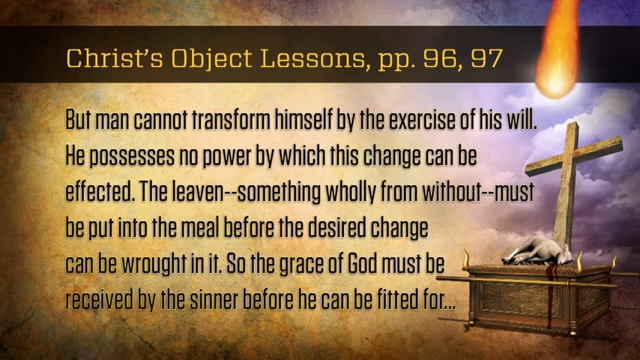 Christ's Object Lessons, pp. 96, 97
But man cannot transform himself by the exercise of his will.
He possesses no power by which this change can be
effected. The leaven--something wholly from without--must
be put into the meal before the desired change
can be wrought in it. So the grace of God must be
received by the sinner before he can be fitted for...